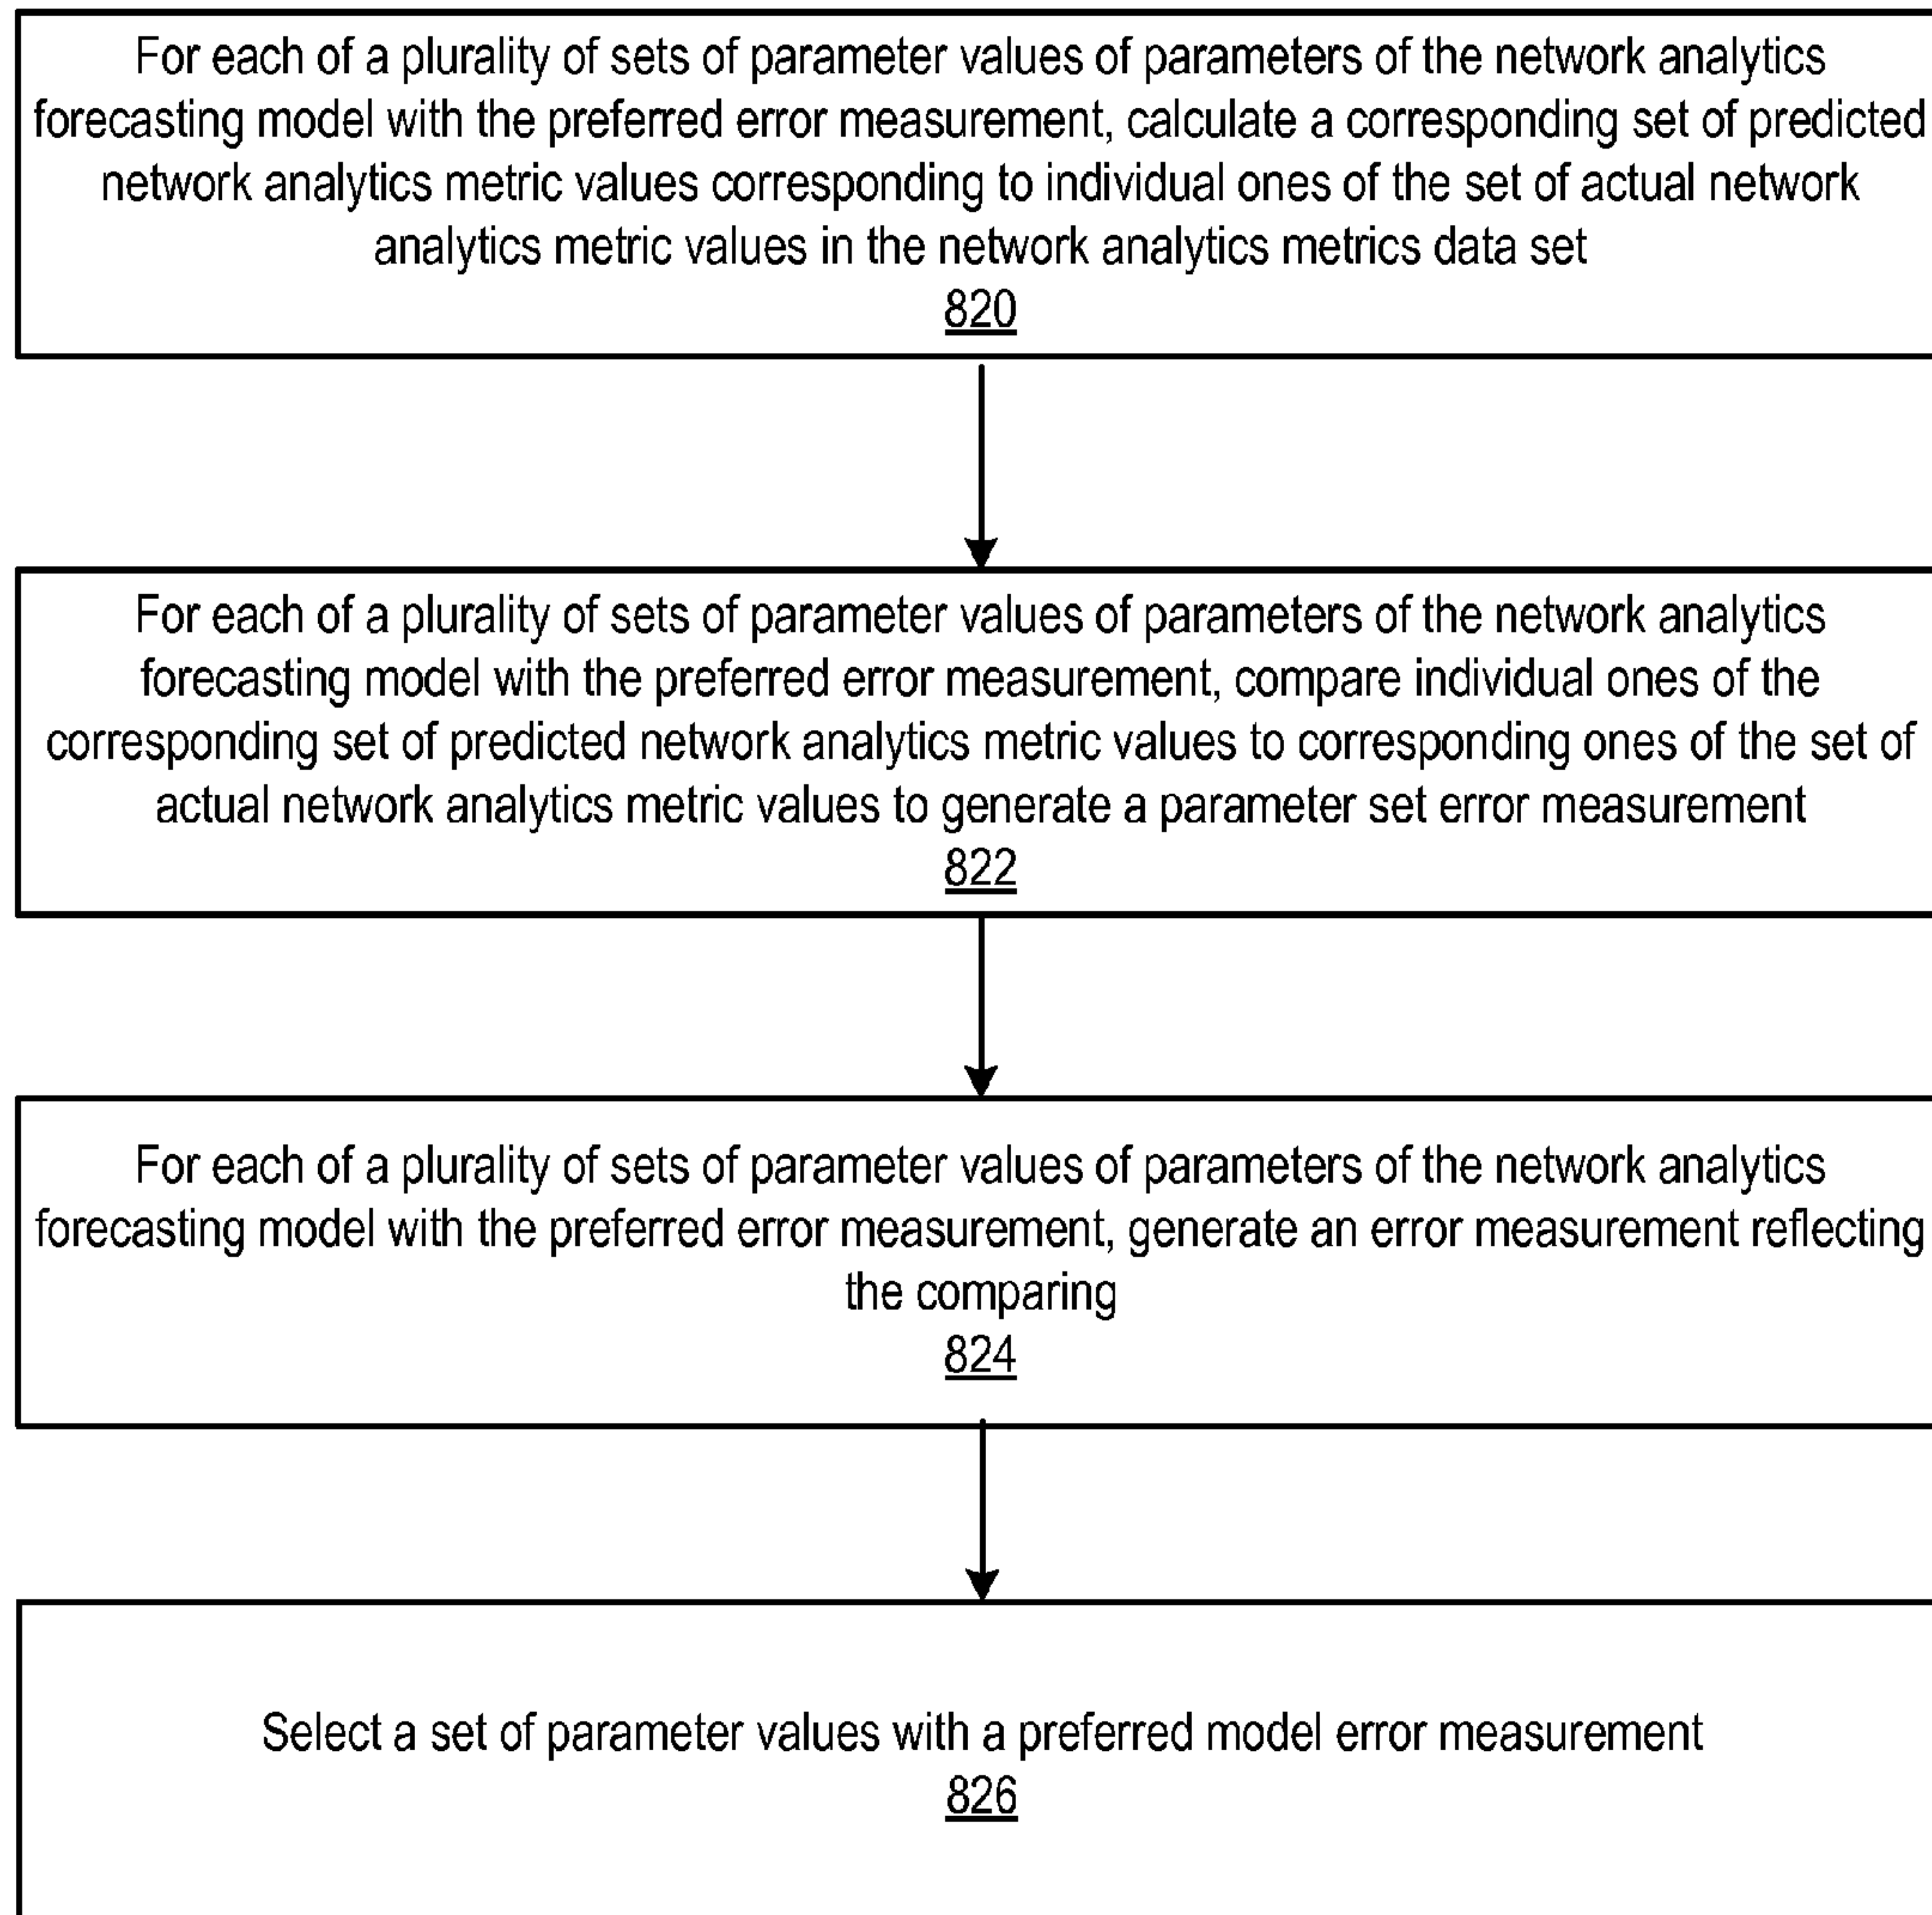 For each of a plurality of sets of parameter values of parameters of the network analytics
forecasting model with the preferred error measurement, calculate a corresponding set of predicted
network analytics metric values corresponding to individual ones of the set of actual network
analytics metric values in the network analytics metrics data set
820
For each of a plurality of sets of parameter values of parameters of the network analytics
forecasting model with the preferred error measurement, compare individual ones of the
corresponding set of predicted network analytics metric values to corresponding ones of the set of
actual network analytics metric values to generate a parameter set error measurement
822
For each of a plurality of sets of parameter values of parameters of the network analytics
forecasting model with the preferred error measurement, generate an error measurement reflecting
the comparing
824
Select a set of parameter values with a preferred model error measurement
826